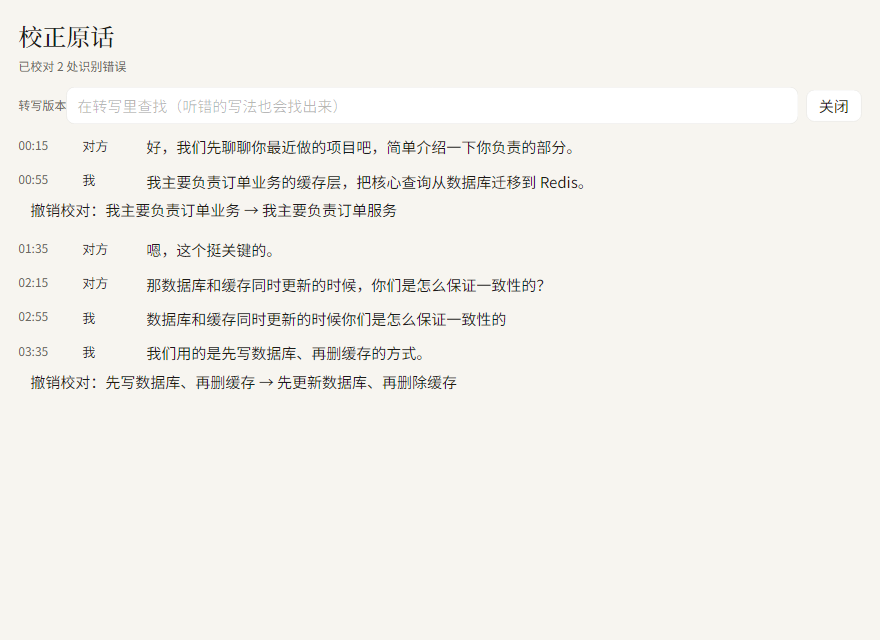 校正原话
已校对 2 处识别错误
转写版本 在转写里查找（听错的写法也会找出来） 关闭
00:15 对方 好，我们先聊聊你最近做的项目吧，简单介绍一下你负责的部分。
00:55 我 我主要负责订单业务的缓存层，把核心查询从数据库迁移到 Redis。
撤销校对：我主要负责订单业务 → 我主要负责订单服务
01:35 对方 嗯，这个挺关键的。
02:15 对方 那数据库和缓存同时更新的时候，你们是怎么保证一致性的？
02:55 我 数据库和缓存同时更新的时候你们是怎么保证一致性的
03:35 我 我们用的是先写数据库、再删缓存的方式。
撤销校对：先写数据库、再删缓存 → 先更新数据库、再删除缓存